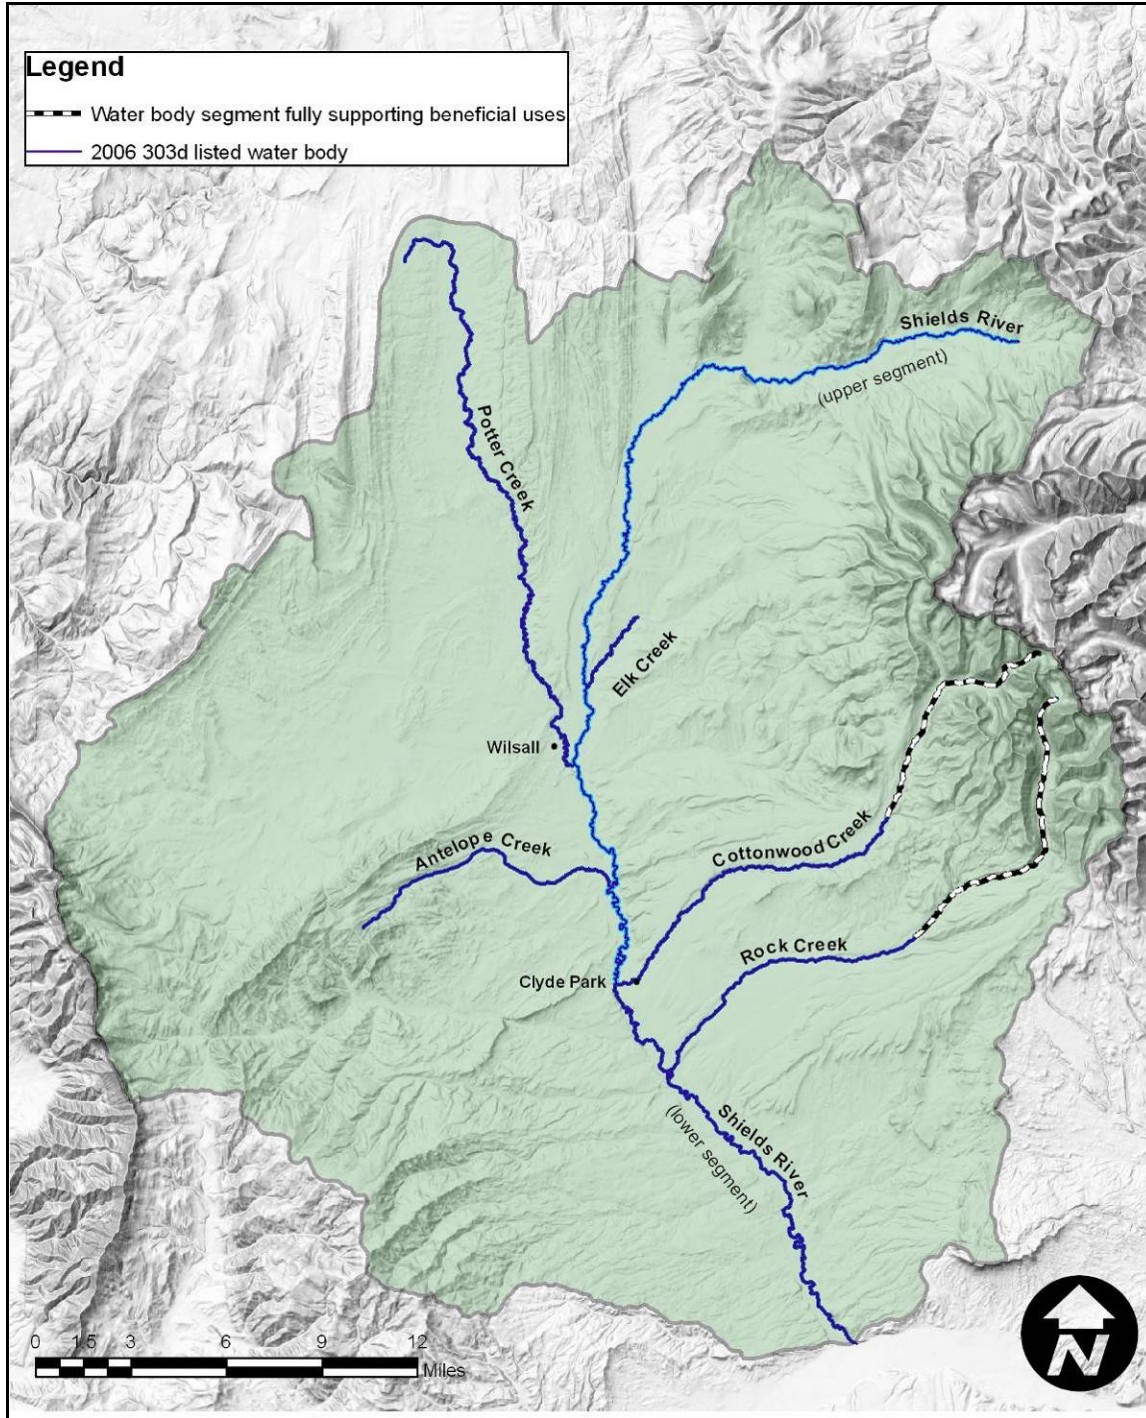 Legend
Water body segment fully supporting beneficial uses
2006 303d listed water body
Shields River
(upper segment)
Potter Creek
Elk Creek
Wilsall
Antelope Creek
Cottonwood Creek
Rock Creek
Clyde Park
Shields River
(lower segment)
0 1.5 3 6 9 12
Miles
N